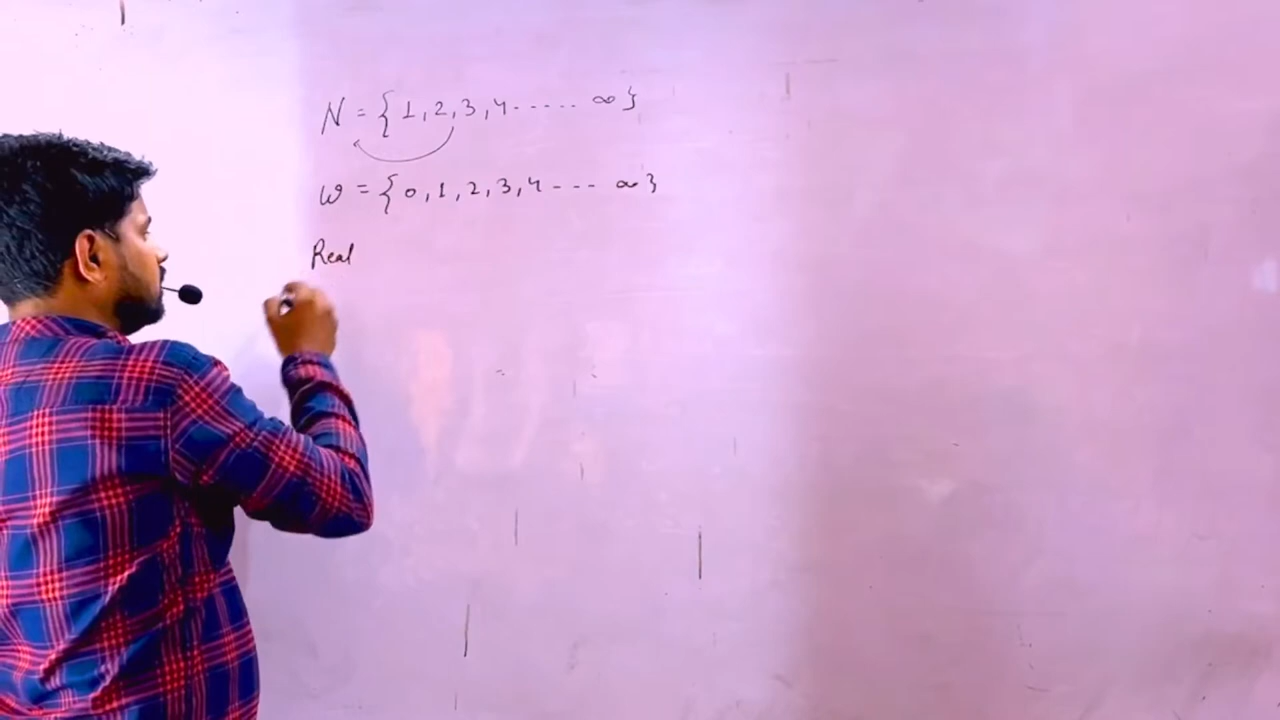 N = { 1, 2, 3, 4 ..... ∞ }
W = { 0, 1, 2, 3, 4 --- ∞ }
Real